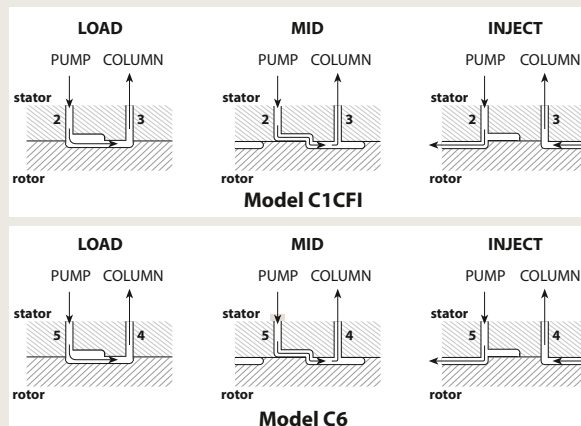 LOAD MID INJECT
PUMP COLUMN PUMP COLUMN PUMP COLUMN
stator stator stator
2 3 2 3 2 3
rotor rotor rotor
Model C1CFI
LOAD MID INJECT
PUMP COLUMN PUMP COLUMN PUMP COLUMN
stator stator stator
5 4 5 4 5 4
rotor rotor rotor
Model C6